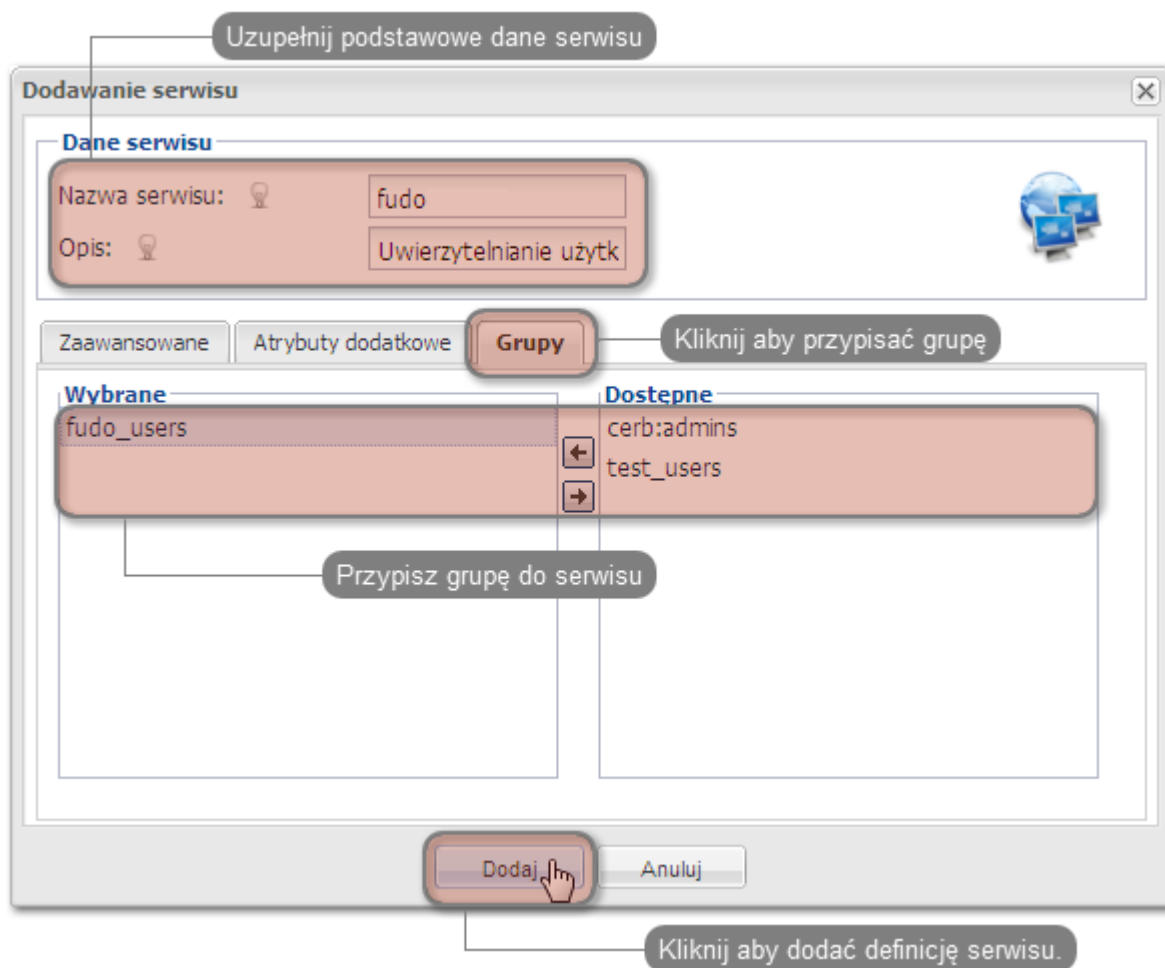 Uzupełnij podstawowe dane serwisu
Dodawanie serwisu
Dane serwisu
Nazwa serwisu: fudo
Opis: Uwierzytelnianie użytk
Zaawansowane Atrybuty dodatkowe Grupy Kliknij aby przypisać grupę
Wybrane Dostępne
fudo_users cerb:admins
test_users
Przypisz grupę do serwisu
Dodaj Anuluj
Kliknij aby dodać definicję serwisu.